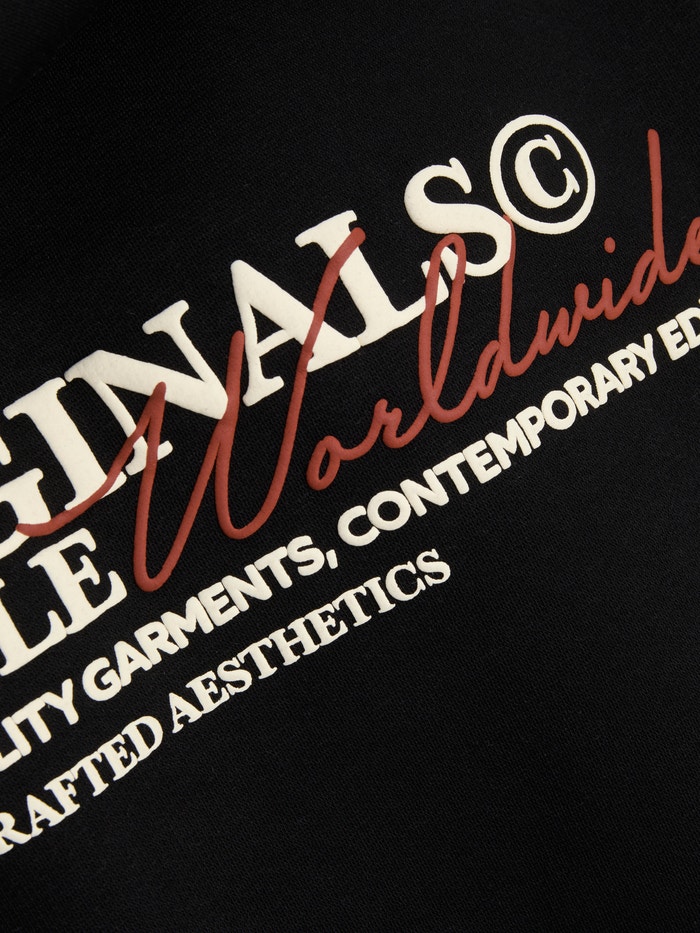 GINALS©
Worldwide
LE
LITY GARMENTS, CONTEMPORARY ED
RAFTED AESTHETICS